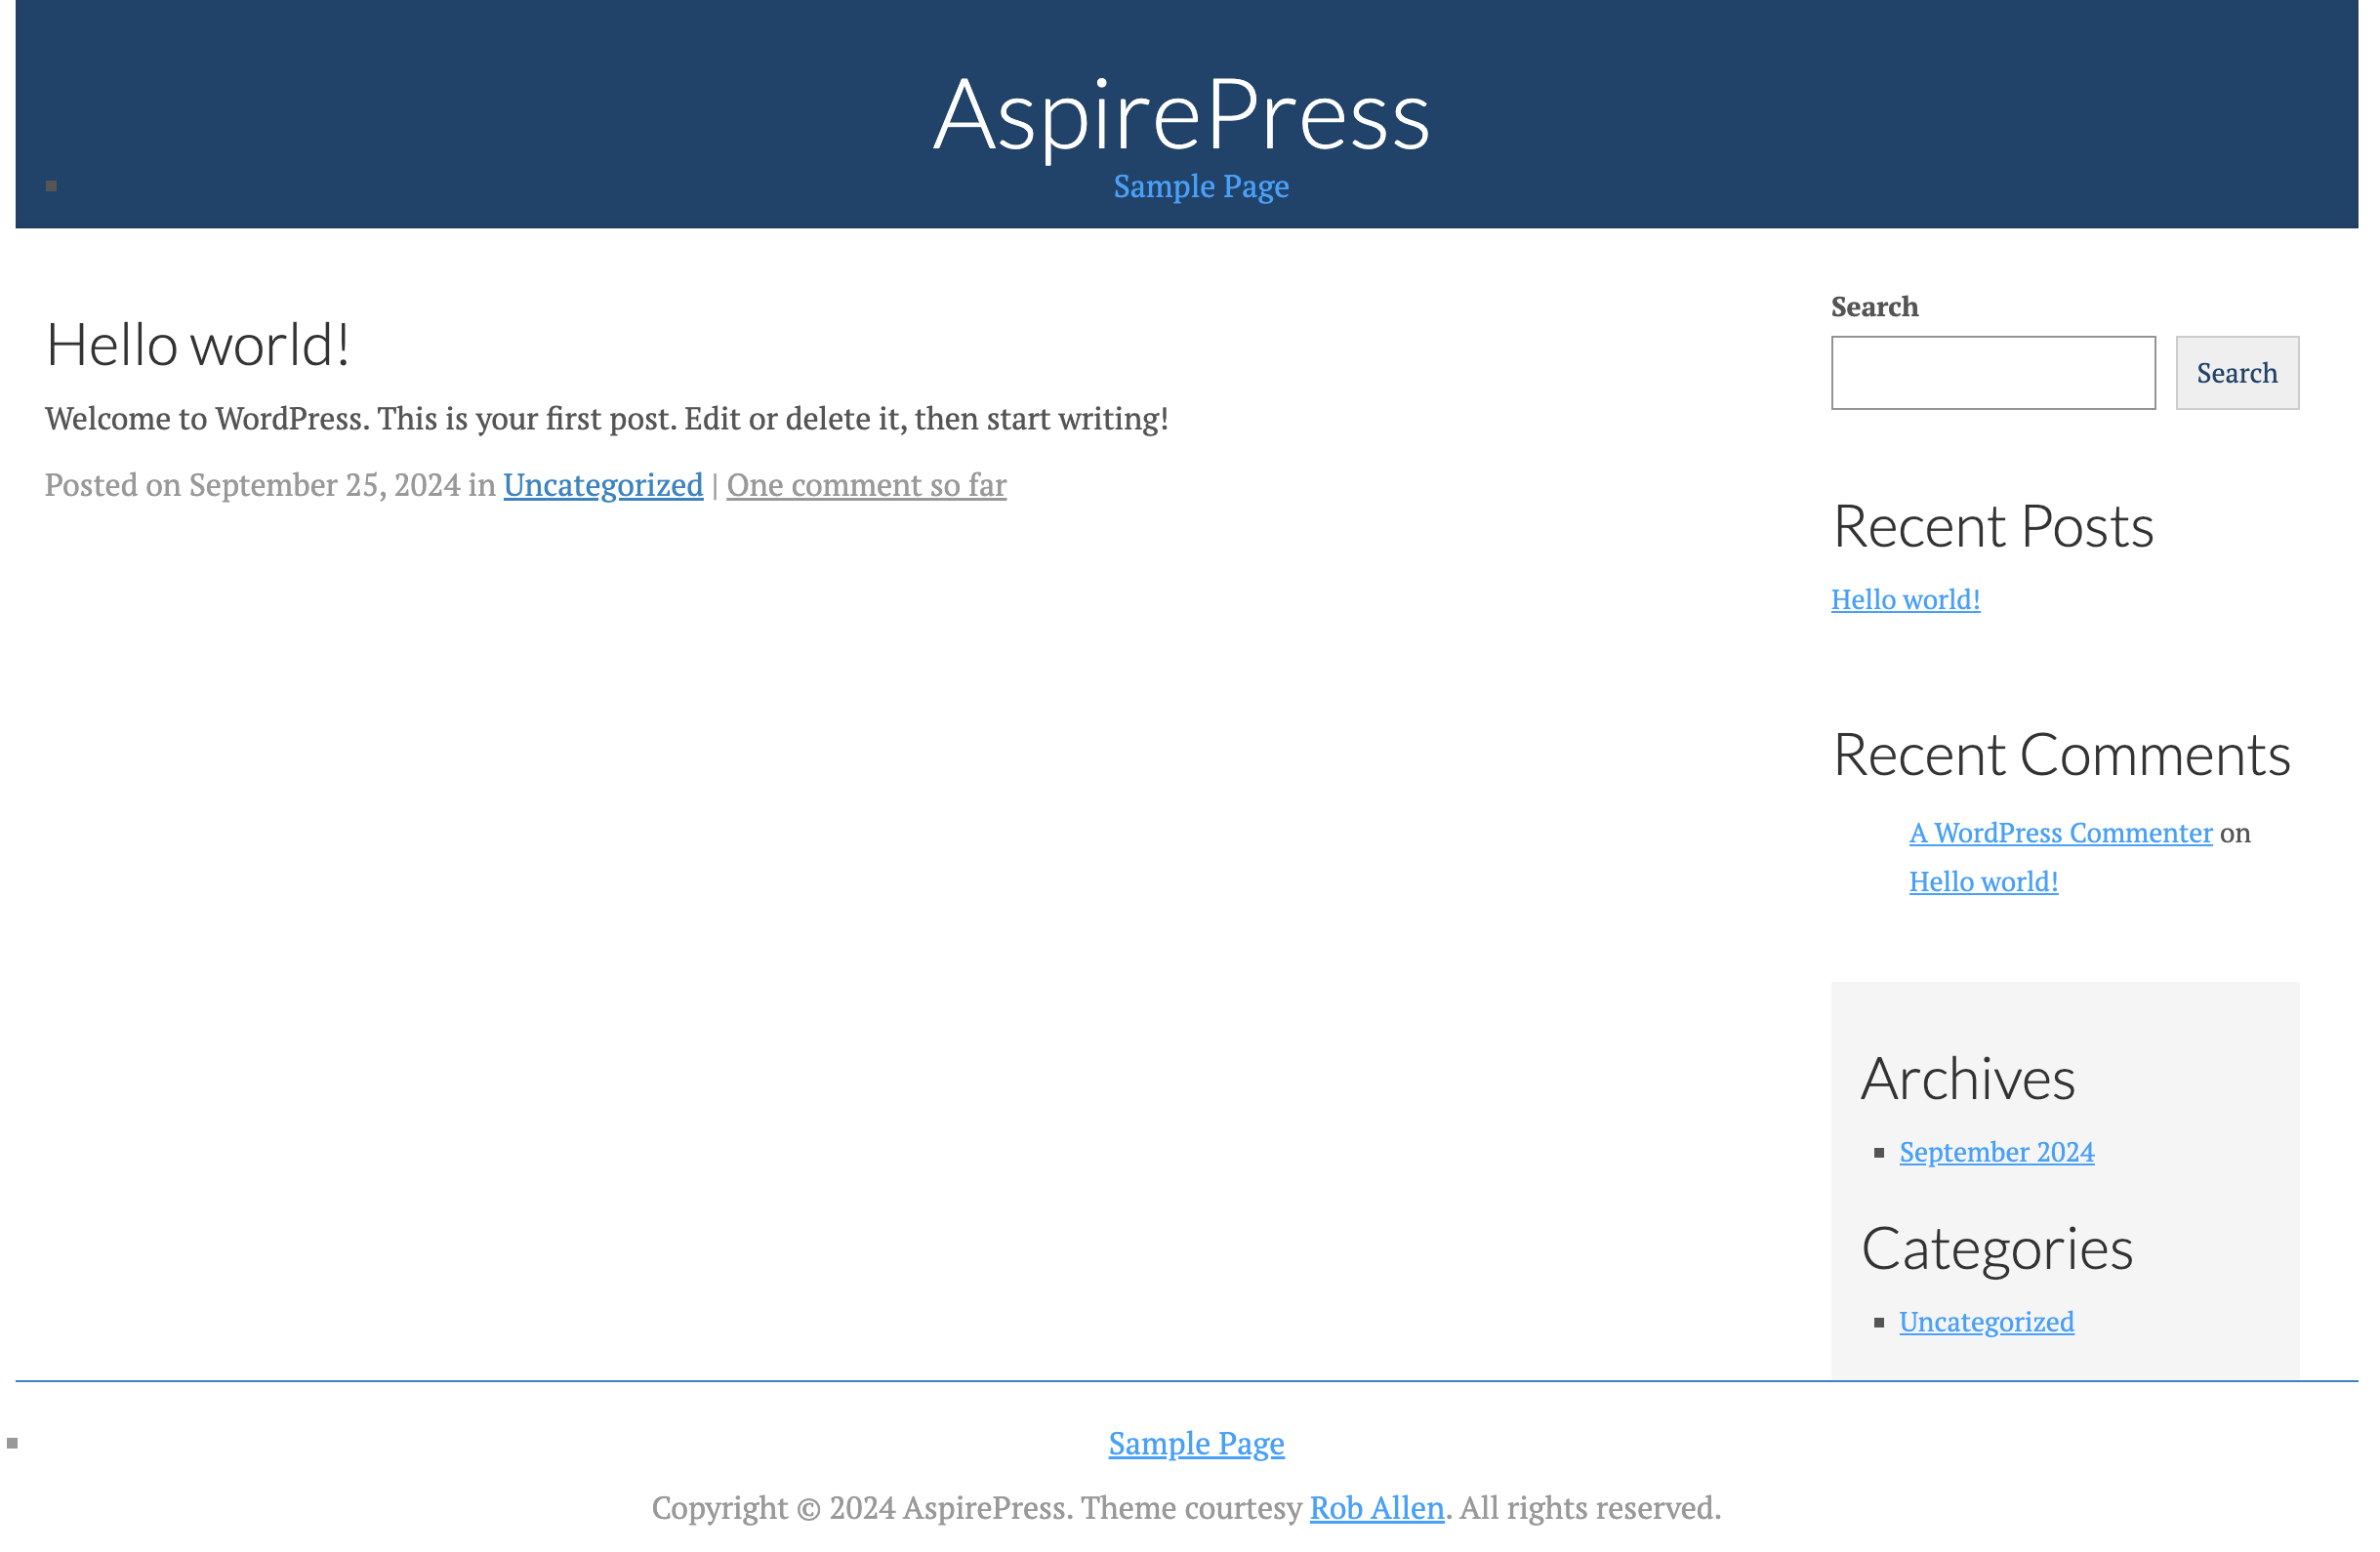 AspirePress
Sample Page
Hello world!
Welcome to WordPress. This is your first post. Edit or delete it, then start writing!
Posted on September 25, 2024 in Uncategorized | One comment so far
Search
Search
Recent Posts
Hello world!
Recent Comments
A WordPress Commenter on
Hello world!
Archives
September 2024
Categories
Uncategorized
Sample Page
Copyright © 2024 AspirePress. Theme courtesy Rob Allen. All rights reserved.